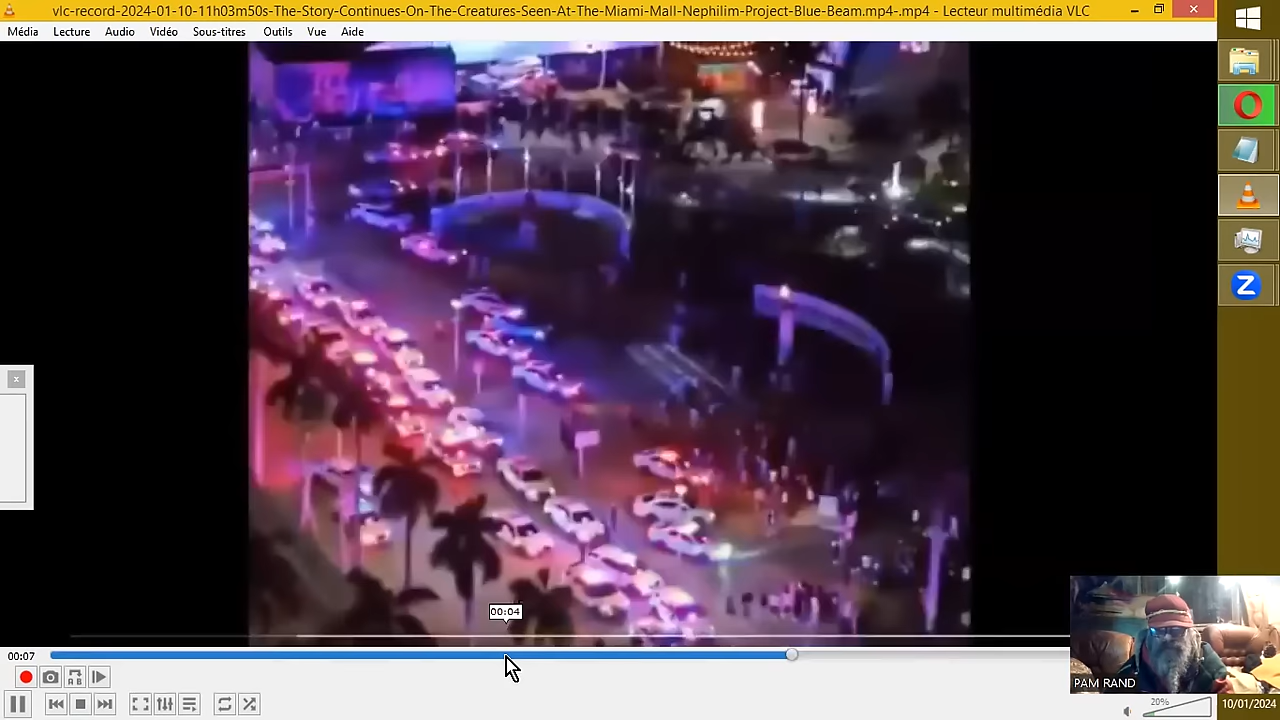 vlc-record-2024-01-10-11h03m50s-The-Story-Continues-On-The-Creatures-Seen-At-The-Miami-Mall-Nephilim-Project-Blue-Beam.mp4-.mp4 - Lecteur multimédia VLC
Média Lecture Audio Vidéo Sous-titres Outils Vue Aide
00:04
00:07
PAM RAND
20%
10/01/2024